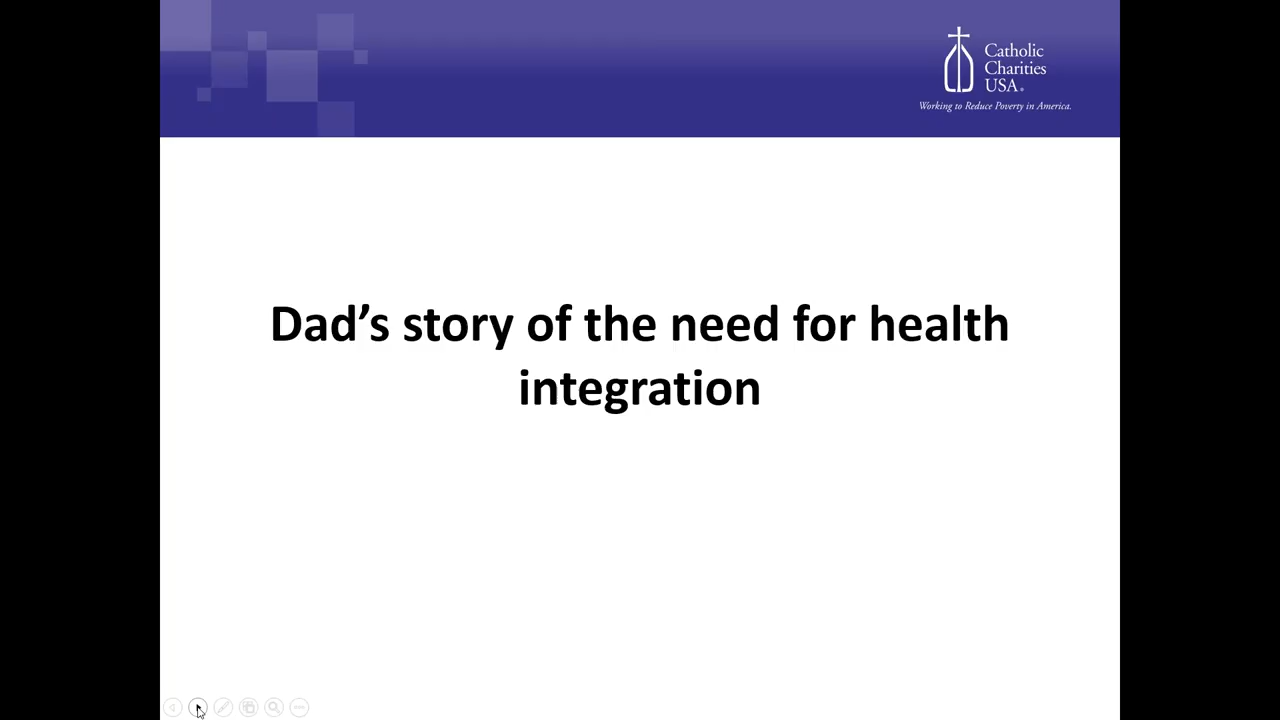 Catholic
Charities
USA®
Working to Reduce Poverty in America.
Dad’s story of the need for health
integration